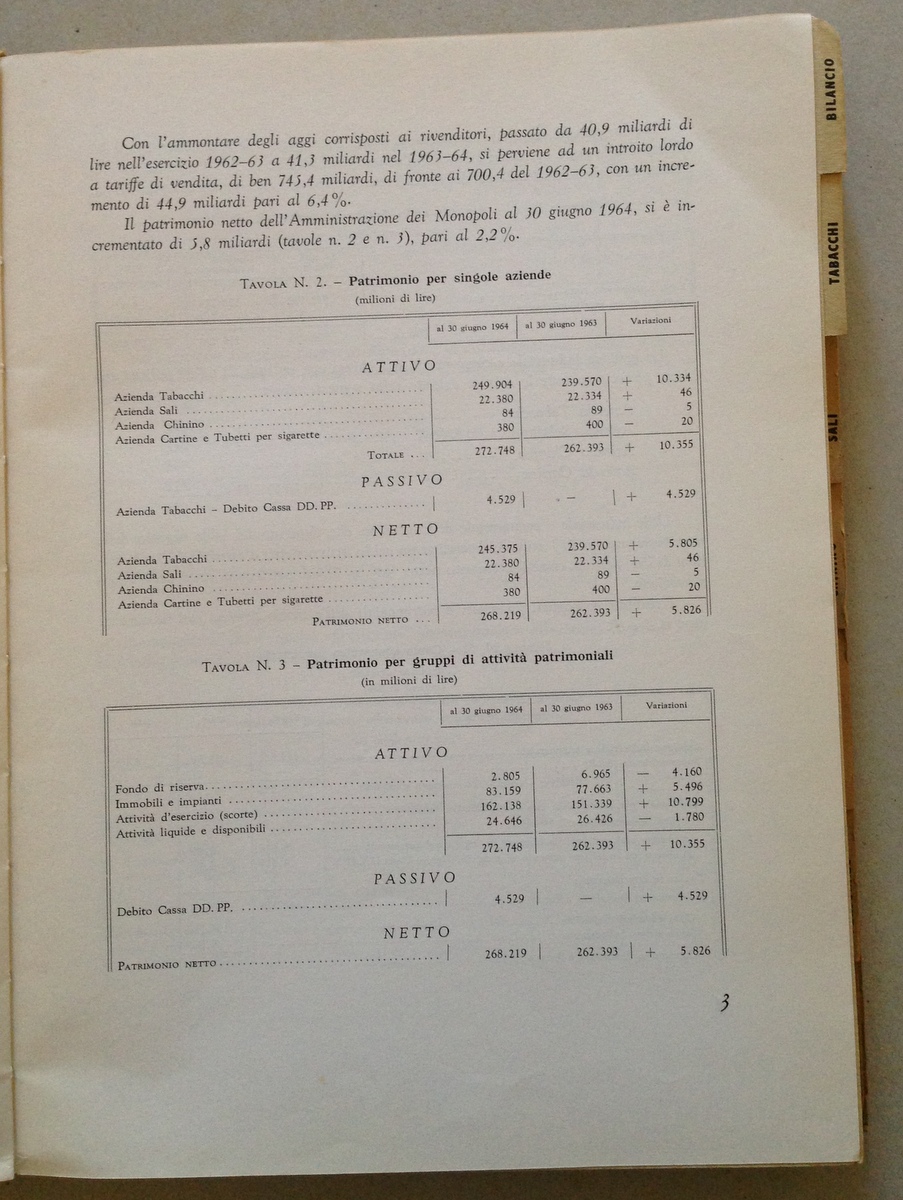 Con l'ammontare degli aggi corrisposti ai rivenditori, passato da 40,9 miliardi di
lire nell'esercizio 1962–63 a 41,3 miliardi nel 1963–64, si perviene ad un introito lordo
a tariffe di vendita, di ben 745,4 miliardi, di fronte ai 700,4 del 1962–63, con un incre-
mento di 44,9 miliardi pari al 6,4%.
Il patrimonio netto dell'Amministrazione dei Monopoli al 30 giugno 1964, si è in-
crementato di 5,8 miliardi (tavole n. 2 e n. 3), pari al 2,2%.
TAVOLA N. 2. – Patrimonio per singole aziende
(milioni di lire)
al 30 giugno 1964 al 30 giugno 1963 Variazioni
ATTIVO
Azienda Tabacchi 249.904 239.570 + 10.334
Azienda Sali 22.380 22.334 + 46
Azienda Chinino 84 89 – 5
Azienda Cartine e Tubetti per sigarette 380 400 – 20
TOTALE ... 272.748 262.393 + 10.355
PASSIVO
Azienda Tabacchi – Debito Cassa DD. PP. 4.529 – + 4.529
NETTO
Azienda Tabacchi 245.375 239.570 + 5.805
Azienda Sali 22.380 22.334 + 46
Azienda Chinino 84 89 – 5
Azienda Cartine e Tubetti per sigarette 380 400 – 20
PATRIMONIO NETTO ... 268.219 262.393 + 5.826
TAVOLA N. 3 – Patrimonio per gruppi di attività patrimoniali
(in milioni di lire)
al 30 giugno 1964 al 30 giugno 1963 Variazioni
ATTIVO
Fondo di riserva 2.805 6.965 — 4.160
Immobili e impianti 83.159 77.663 + 5.496
Attività d'esercizio (scorte) 162.138 151.339 + 10.799
Attività liquide e disponibili 24.646 26.426 — 1.780
272.748 262.393 + 10.355
PASSIVO
Debito Cassa DD. PP. 4.529 — + 4.529
NETTO
PATRIMONIO NETTO 268.219 262.393 + 5.826
3
BILANCIO
TABACCHI
SALI